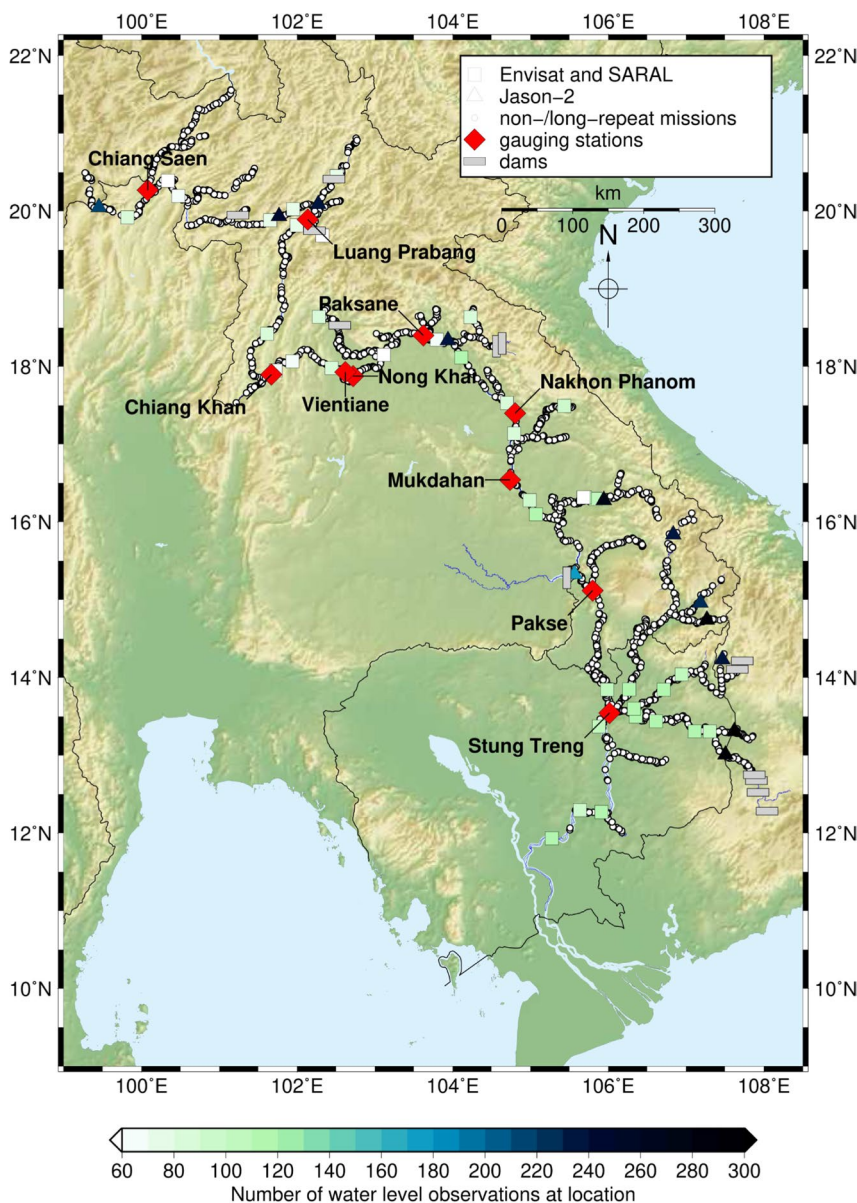 100°E 102°E 104°E 106°E 108°E
22°N
20°N
18°N
16°N
14°N
12°N
10°N
Envisat and SARAL
Jason−2
non−/long−repeat missions
gauging stations
dams
km
0 50 100 200 300
N
Chiang Saen
Luang Prabang
Paksane
Nong Khai
Chiang Khan
Vientiane
Nakhon Phanom
Mukdahan
Pakse
Stung Treng
22°N
20°N
18°N
16°N
14°N
12°N
10°N
100°E 102°E 104°E 106°E 108°E
60 80 100 120 140 160 180 200 220 240 260 280 300
Number of water level observations at location